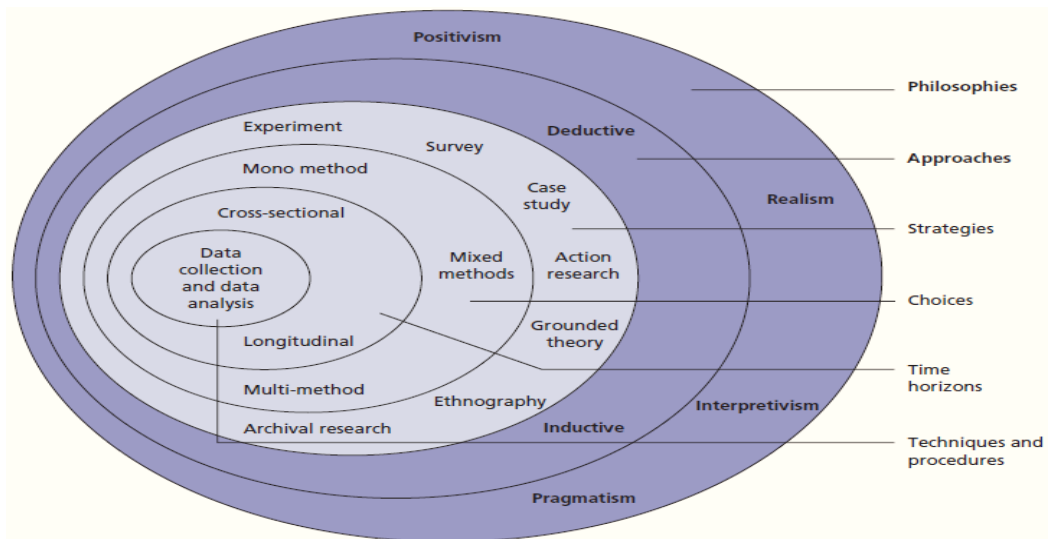 Positivism
Philosophies
Experiment
Deductive
Survey
Approaches
Mono method
Case
study
Realism
Cross-sectional
Strategies
Data
collection
and data
analysis
Mixed
methods
Action
research
Choices
Longitudinal
Grounded
theory
Time
horizons
Multi-method
Ethnography
Interpretivism
Archival research
Inductive
Techniques and
procedures
Pragmatism